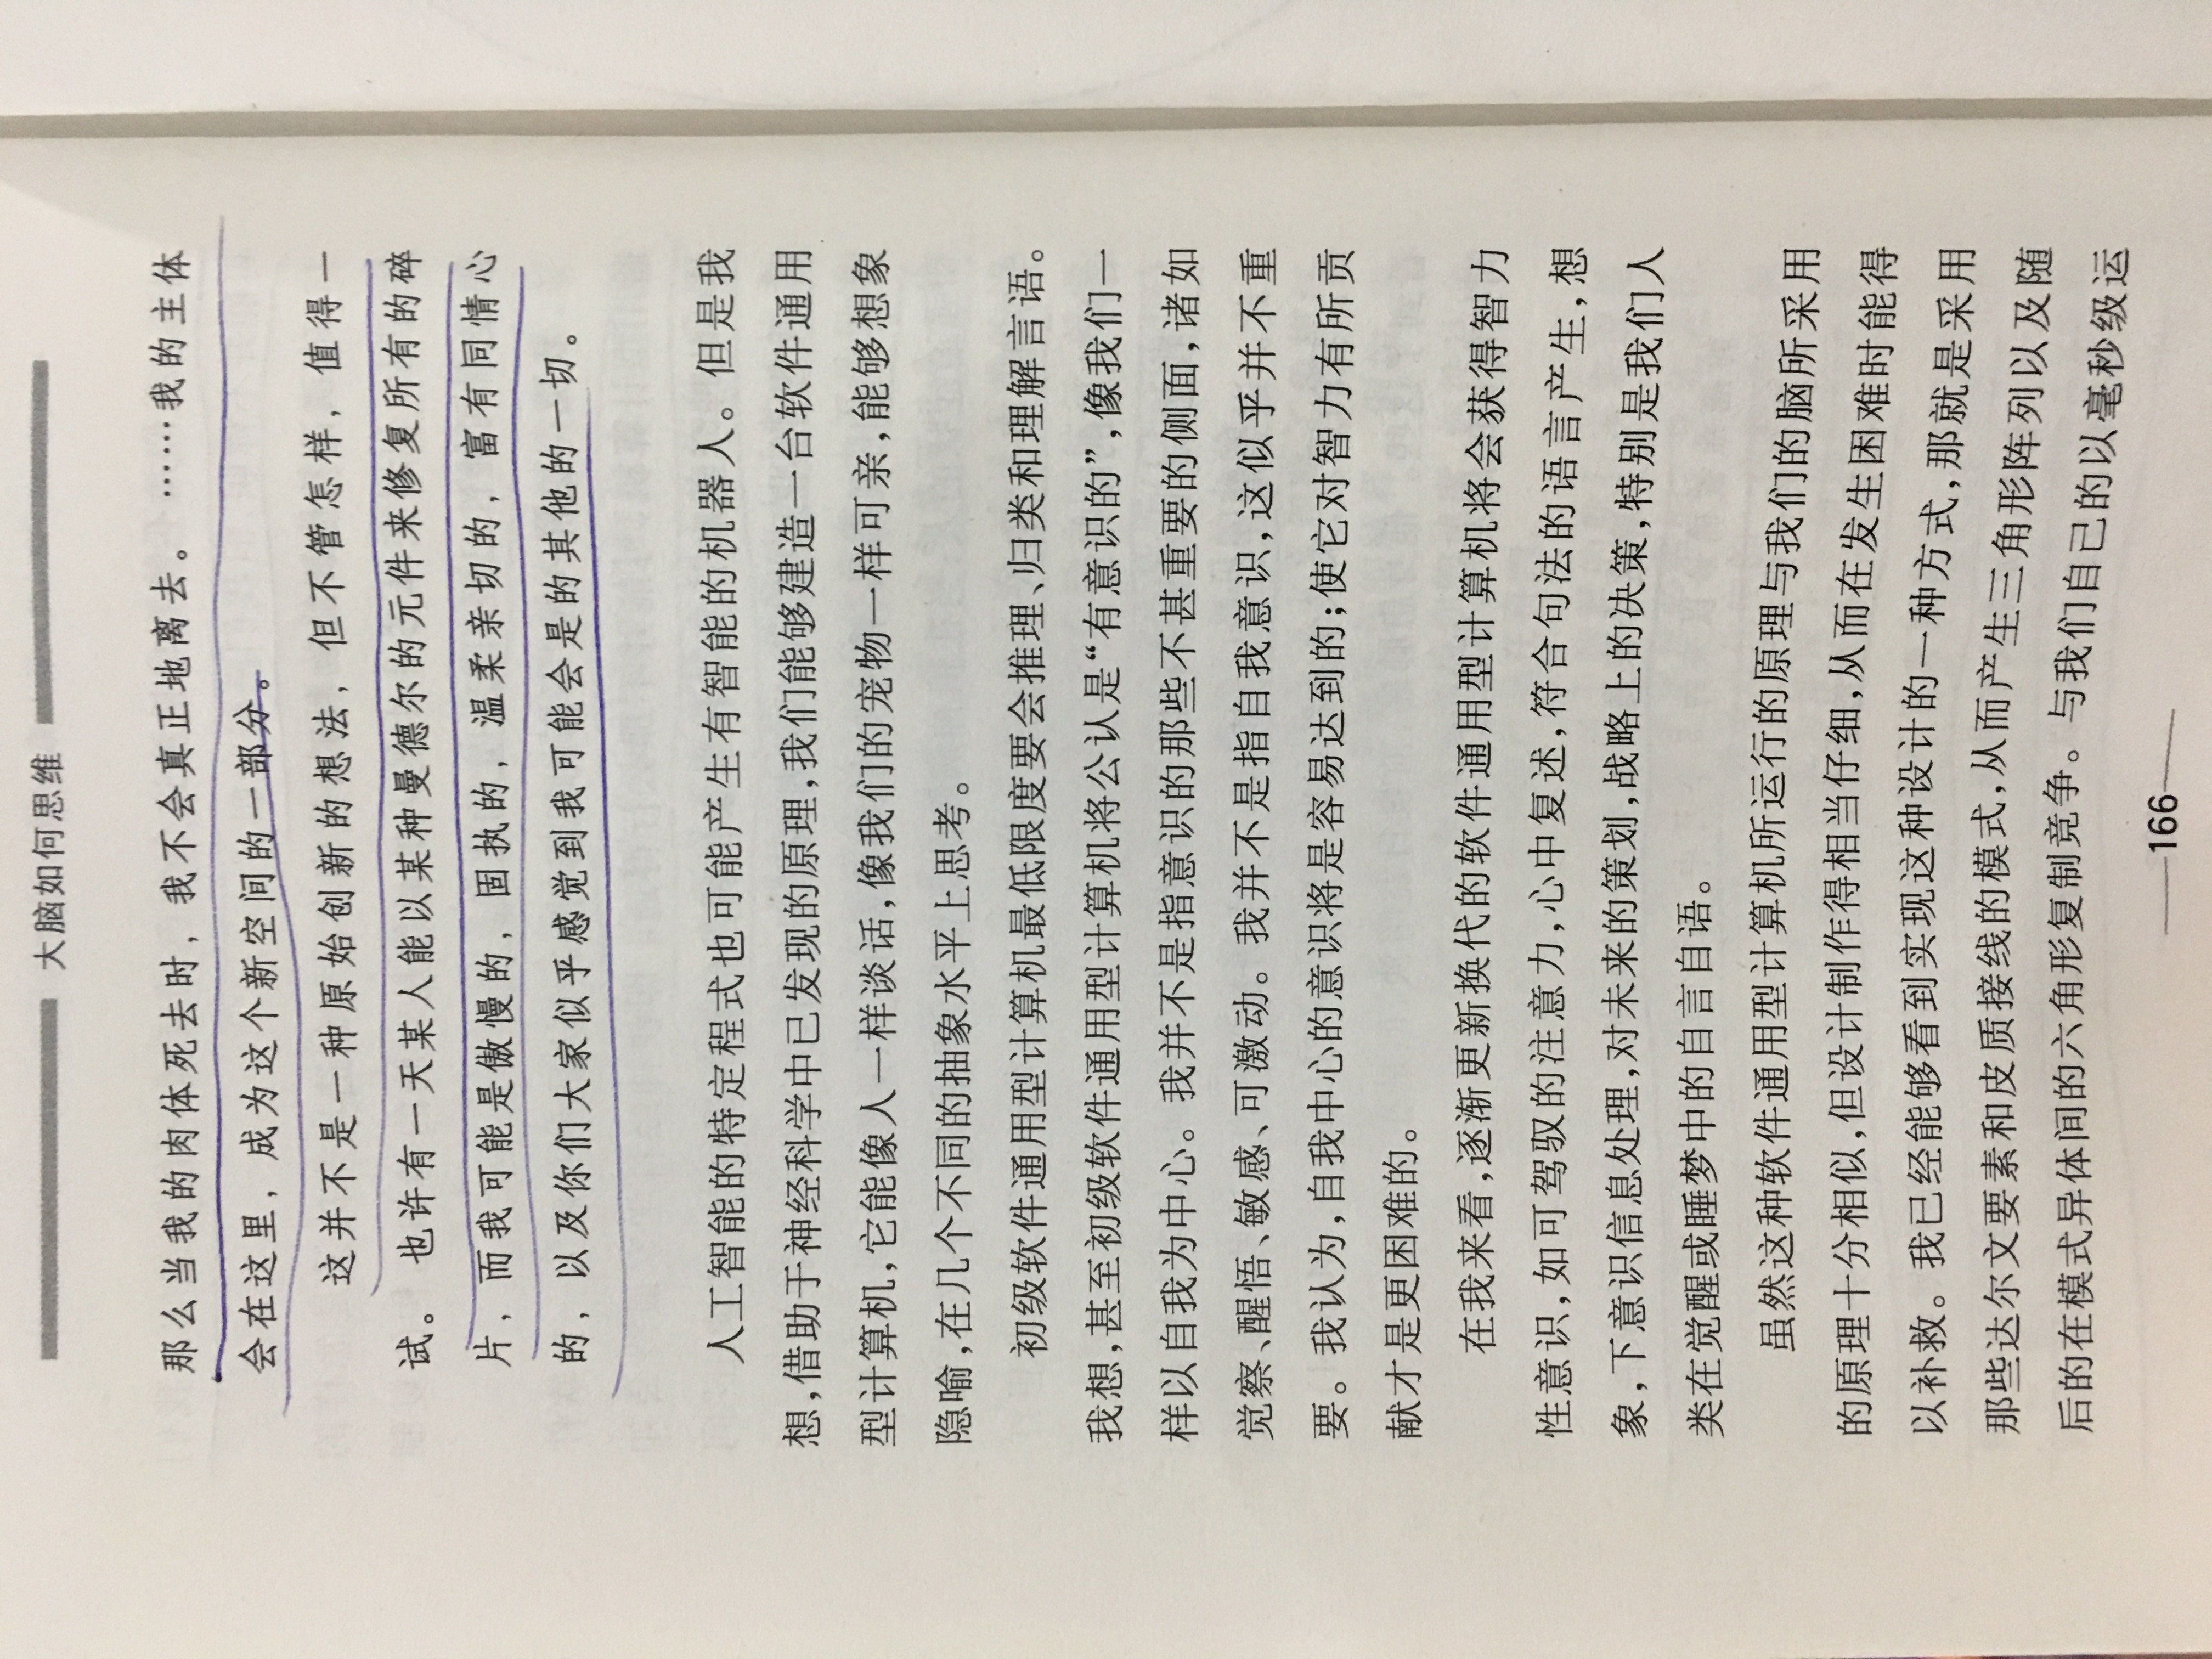 大脑如何思维
那么当我的肉体死去时，我不会真正地离去。 ……我的主体
会在这里，成为这个新空间的一部分。
这并不是一种原始创新的想法，但不管怎样，值得一
试。 也许有一天某人能以某种曼德尔的元件来修复所有的碎
片，而我可能是傲慢的，固执的，温柔亲切的，富有同情心
的，以及你们大家似乎感觉到我可能会是的其他的一切。
人工智能的特定程式也可能产生有智能的机器人。但是我
想，借助于神经科学中已发现的原理，我们能够建造一台软件通用
型计算机，它能像人一样谈话，像我们的宠物一样可亲，能够想象
隐喻，在几个不同的抽象水平上思考。
初级软件通用型计算机最低限度要会推理、归类和理解言语。
我想，甚至初级软件通用型计算机将公认是“有意识的”，像我们一
样以自我为中心。我并不是指意识的那些不甚重要的侧面，诸如
觉察、醒悟、敏感、可激动。我并不是指自我意识，这似乎并不重
要。我认为，自我中心的意识将是容易达到的；使它对智力有所贡
献才是更困难的。
在我来看，逐渐更新换代的软件通用型计算机将会获得智力
性意识，如可驾驭的注意力，心中复述，符合句法的语言产生，想
象，下意识信息处理，对未来的策划，战略上的决策，特别是我们人
类在觉醒或睡梦中的自言自语。
虽然这种软件通用型计算机所运行的原理与我们的脑所采用
的原理十分相似，但设计制作得相当仔细，从而在发生困难时能得
以补救。我已经能够看到实现这种设计的一种方式，那就是采用
那些达尔文要素和皮质接线的模式，从而产生三角形阵列以及随
后的在模式异体间的六角形复制竞争。与我们自己的以毫秒级运
166